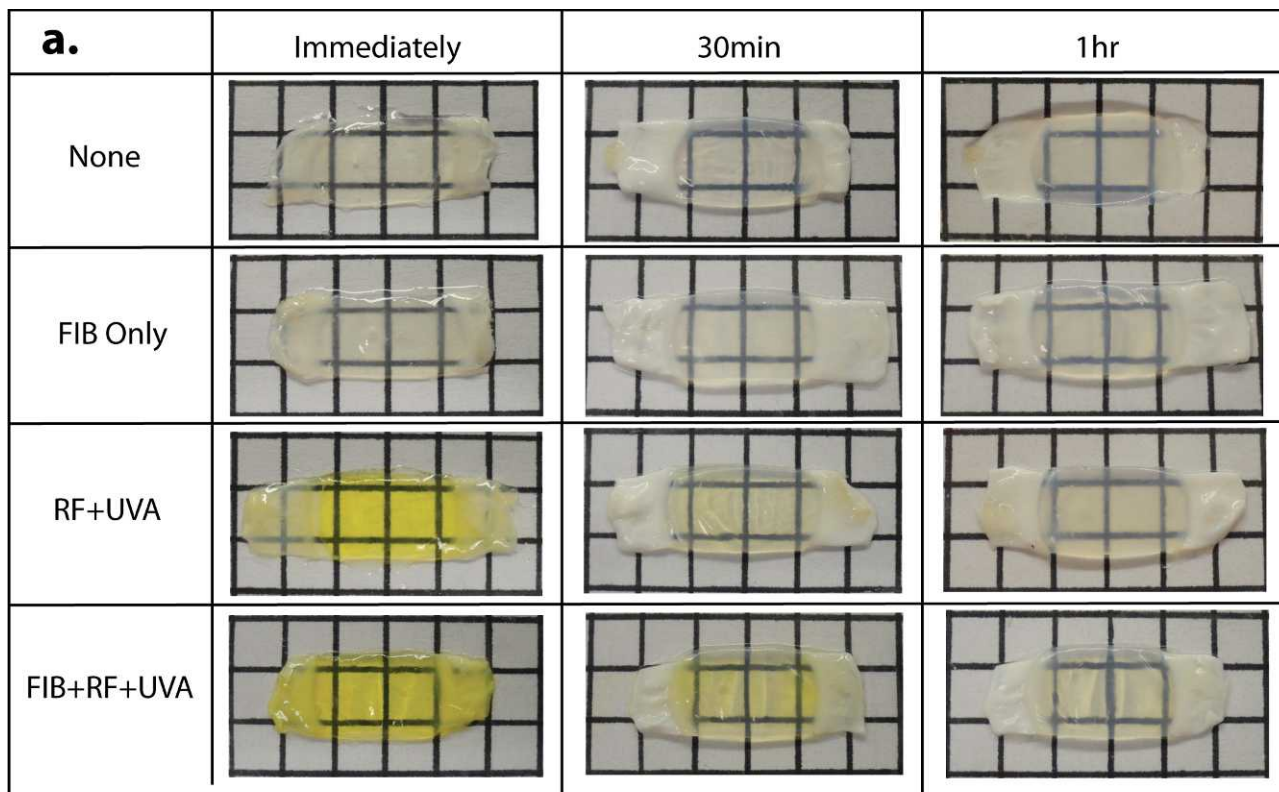 a.
Immediately
30min
1hr
None
FIB Only
RF+UVA
FIB+RF+UVA